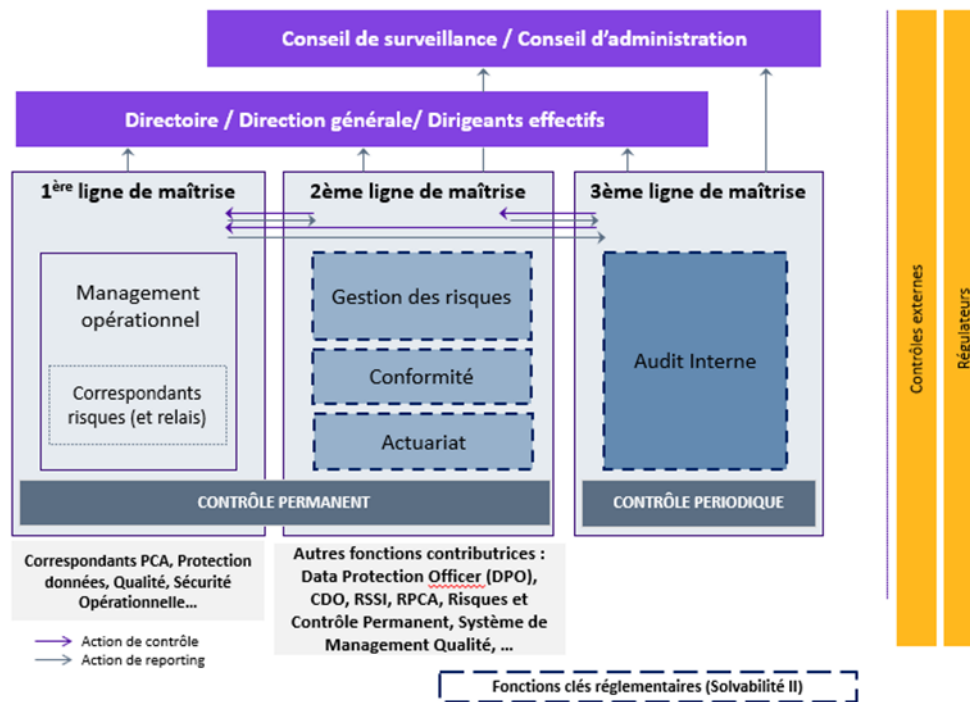 Conseil de surveillance / Conseil d'administration
Directoire / Direction générale/ Dirigeants effectifs
1ère ligne de maîtrise
2ème ligne de maîtrise
3ème ligne de maîtrise
Management
opérationnel
Correspondants
risques (et relais)
Gestion des risques
Conformité
Actuariat
Audit Interne
CONTRÔLE PERMANENT
CONTRÔLE PERIODIQUE
Correspondants PCA, Protection
données, Qualité, Sécurité
Opérationnelle...
Autres fonctions contributrices :
Data Protection Officer (DPO),
CDO, RSSI, RPCA, Risques et
Contrôle Permanent, Système de
Management Qualité, ...
Action de contrôle
Action de reporting
Fonctions clés réglementaires (Solvabilité II)
Contrôles externes
Régulateurs